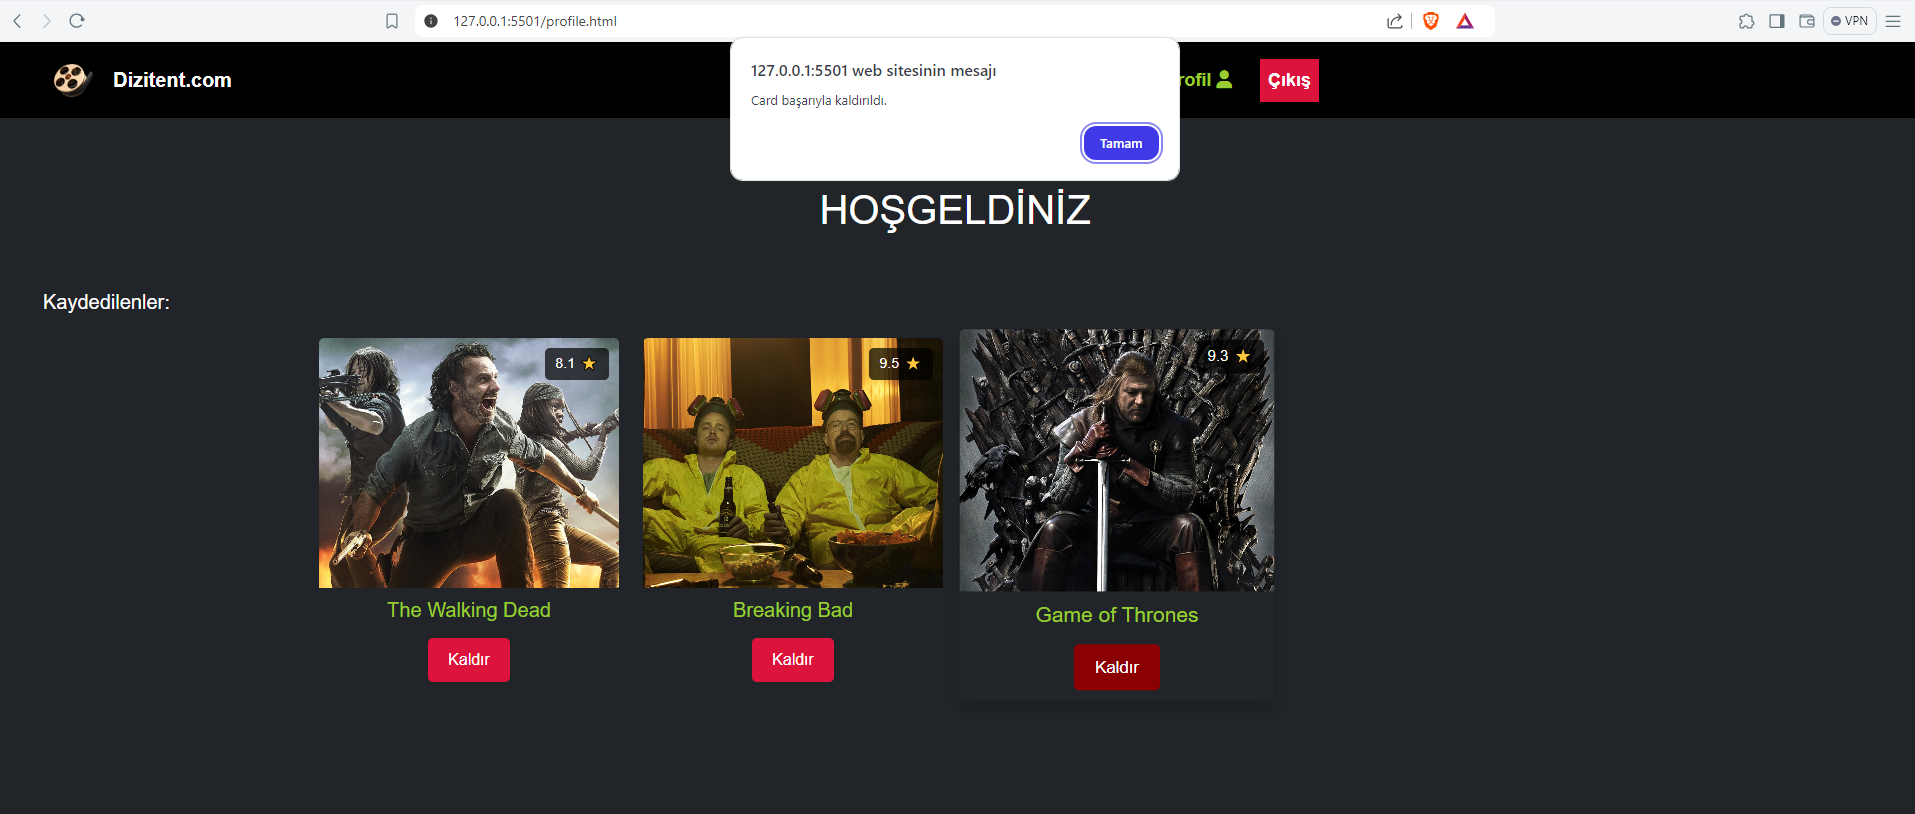 127.0.0.1:5501/profile.html
VPN
Dizitent.com
rofil
Çıkış
127.0.0.1:5501 web sitesinin mesajı
Card başarıyla kaldırıldı.
Tamam
HOŞGELDİNİZ
Kaydedilenler:
8.1
9.5
9.3
The Walking Dead
Breaking Bad
Game of Thrones
Kaldır
Kaldır
Kaldır